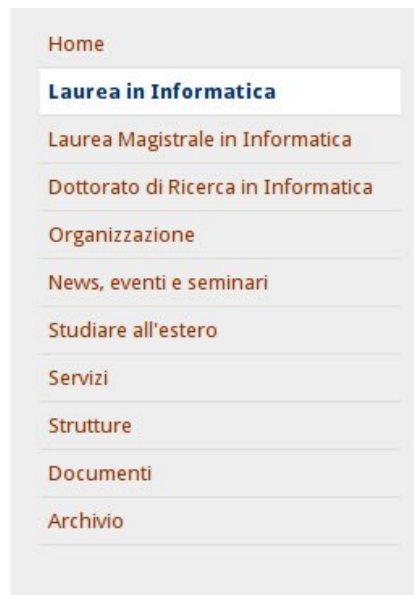 Home
Laurea in Informatica
Laurea Magistrale in Informatica
Dottorato di Ricerca in Informatica
Organizzazione
News, eventi e seminari
Studiare all'estero
Servizi
Strutture
Documenti
Archivio